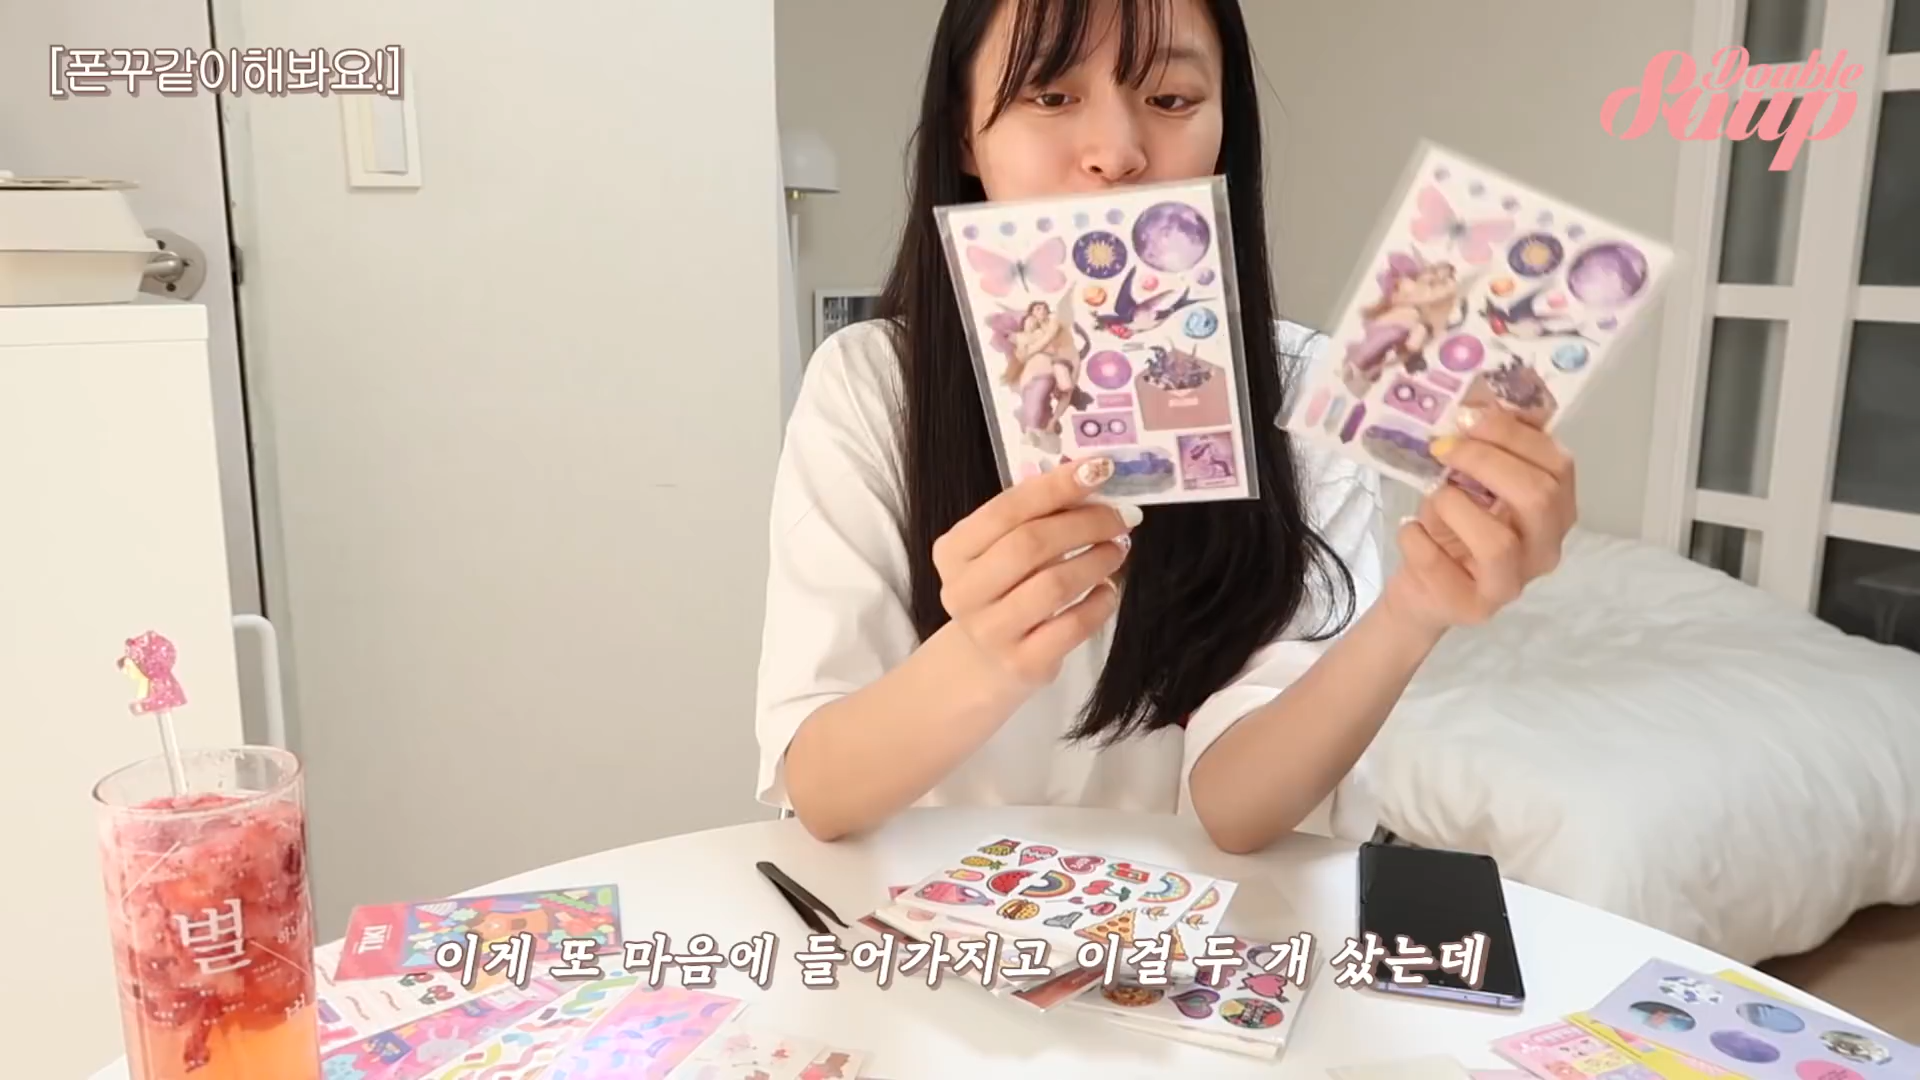 [폰꾸같이해봐요!]
Double
Saup
별
이게 또 마음에 들어가지고 이걸 두 개 샀는데